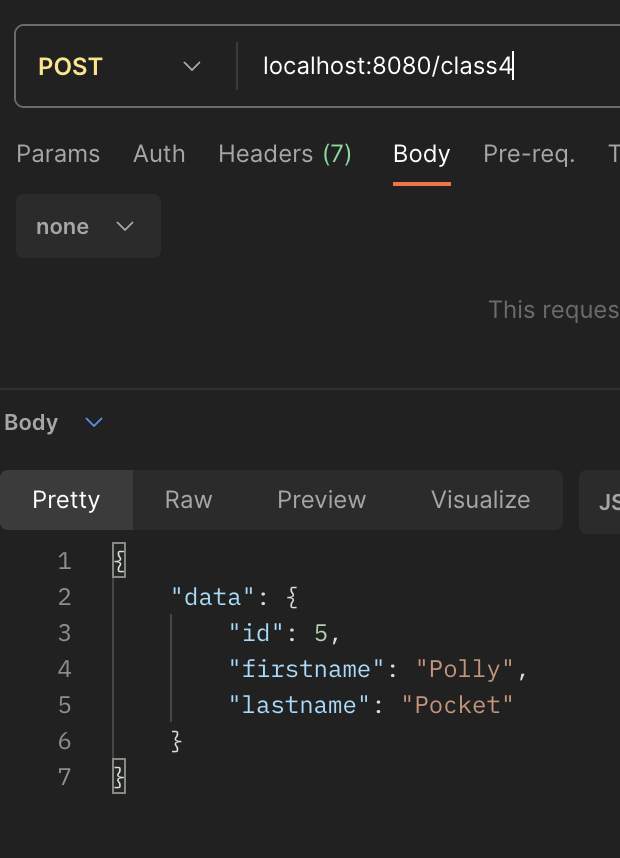 POST localhost:8080/class4
Params Auth Headers (7) Body Pre-req. T
none
This reques
Body
Pretty Raw Preview Visualize JS
1 {
2 "data": {
3 "id": 5,
4 "firstname": "Polly",
5 "lastname": "Pocket"
6 }
7 }